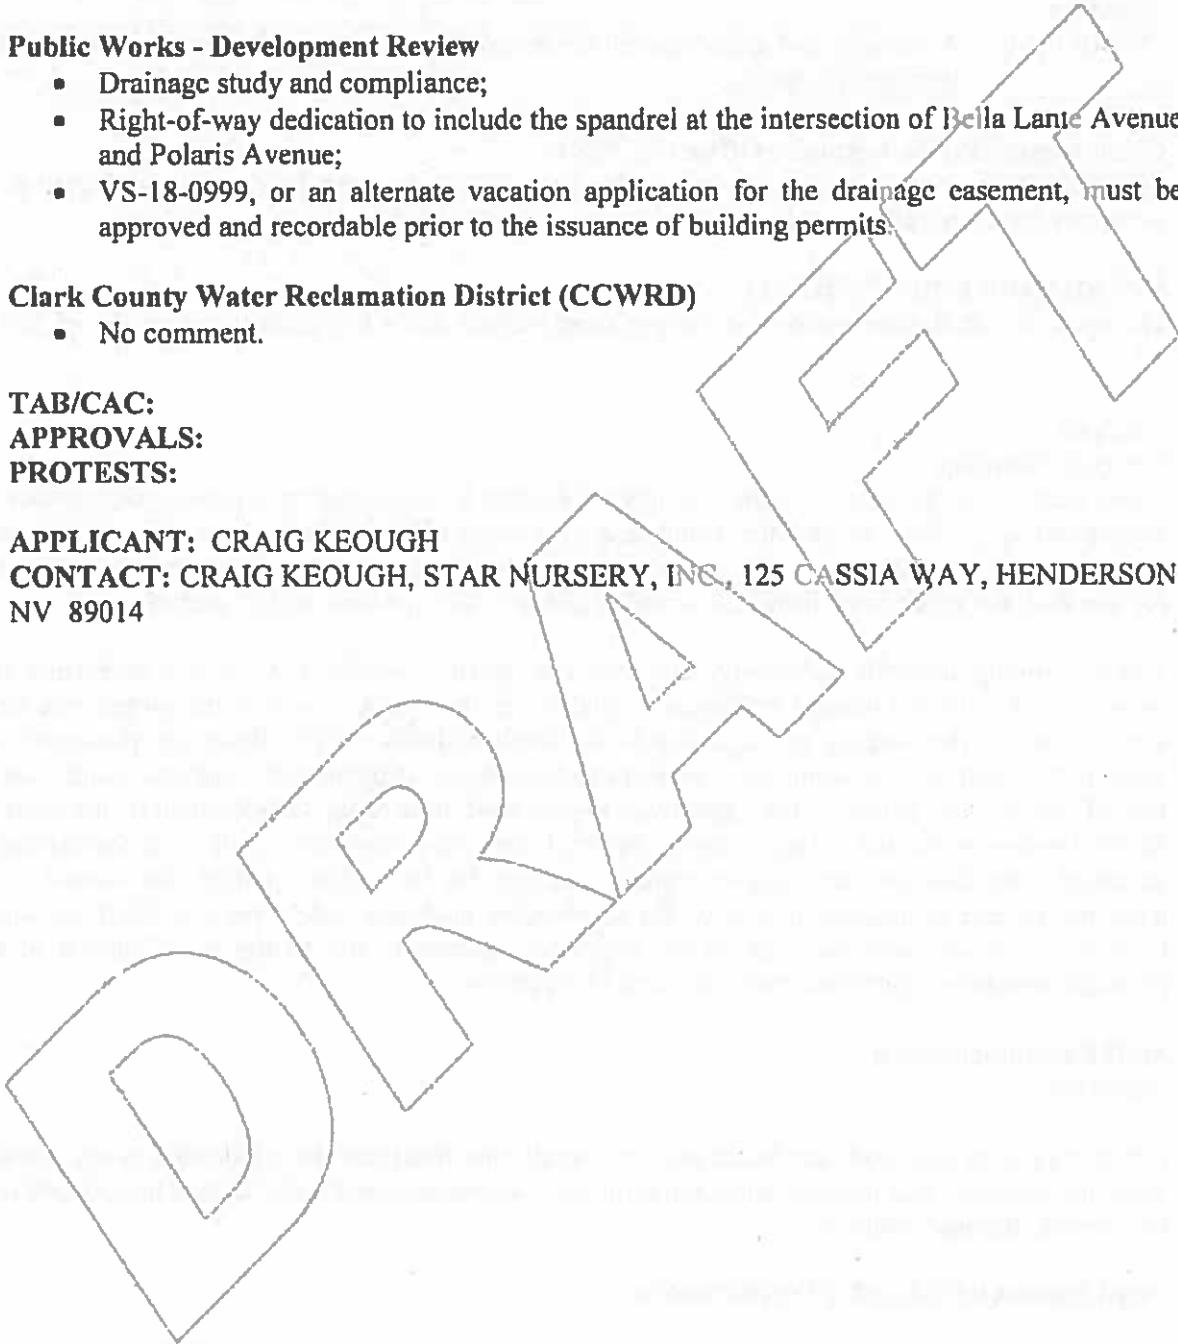 Public Works - Development Review
• Drainage study and compliance;
• Right-of-way dedication to include the spandrel at the intersection of Bella Lante Avenue
and Polaris Avenue;
• VS-18-0999, or an alternate vacation application for the drainage easement, must be
approved and recordable prior to the issuance of building permits.
Clark County Water Reclamation District (CCWRD)
• No comment.
TAB/CAC:
APPROVALS:
PROTESTS:
APPLICANT: CRAIG KEOUGH
CONTACT: CRAIG KEOUGH, STAR NURSERY, INC., 125 CASSIA WAY, HENDERSON
NV 89014
DRAFT